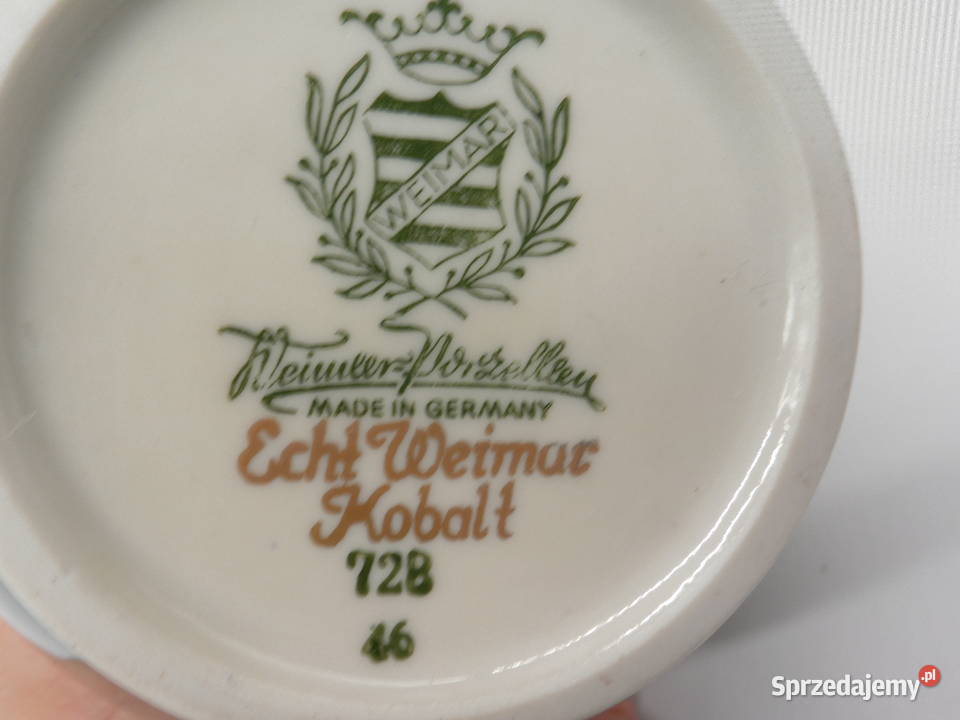 WEIMAR
Weimar-Porzellan
MADE IN GERMANY
Echt Weimar
Kobalt
728
46
Sprzedajemy.pl